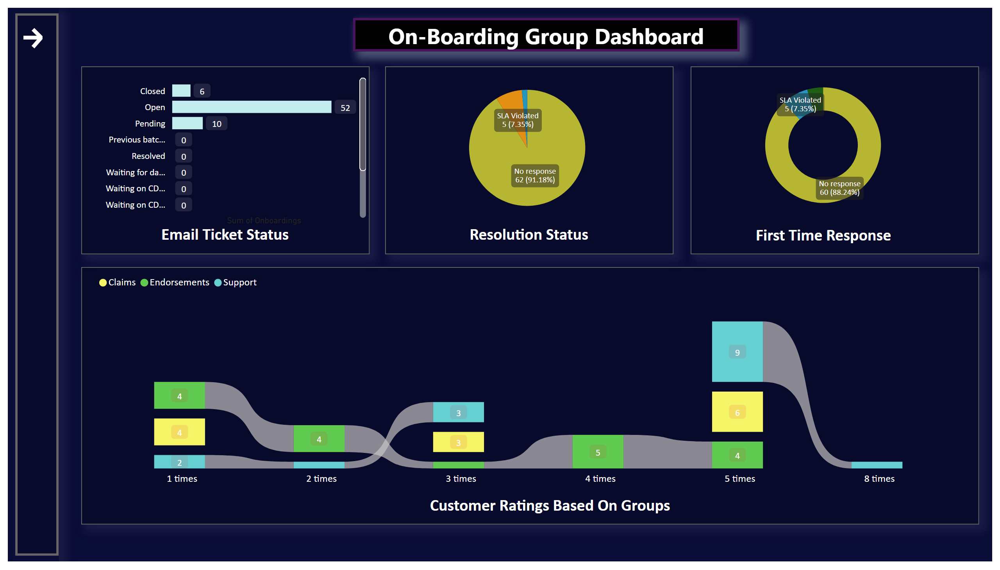 On-Boarding Group Dashboard
Closed
6
Open
52
Pending
10
Previous batc...
0
Resolved
0
Waiting for da...
0
Waiting on CD...
0
Waiting on CD...
0
Sum of Onboardings
Email Ticket Status
SLA Violated
5 (7.35%)
No response
62 (91.18%)
Resolution Status
SLA Violated
5 (7.35%)
No response
60 (88.24%)
First Time Response
Claims Endorsements Support
9
4
3
6
4
4
3
5
4
2
1 times 2 times 3 times 4 times 5 times 8 times
Customer Ratings Based On Groups